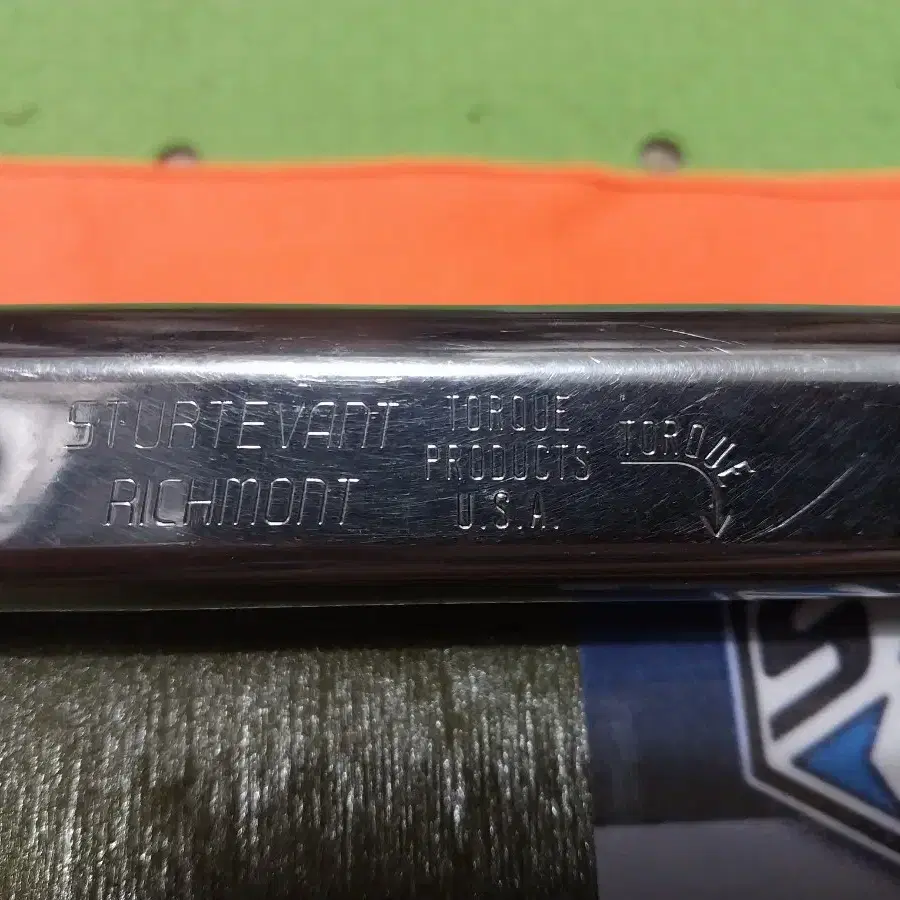 STURTEVANT
RICHMONT
TORQUE
PRODUCTS
U.S.A.
TORQUE